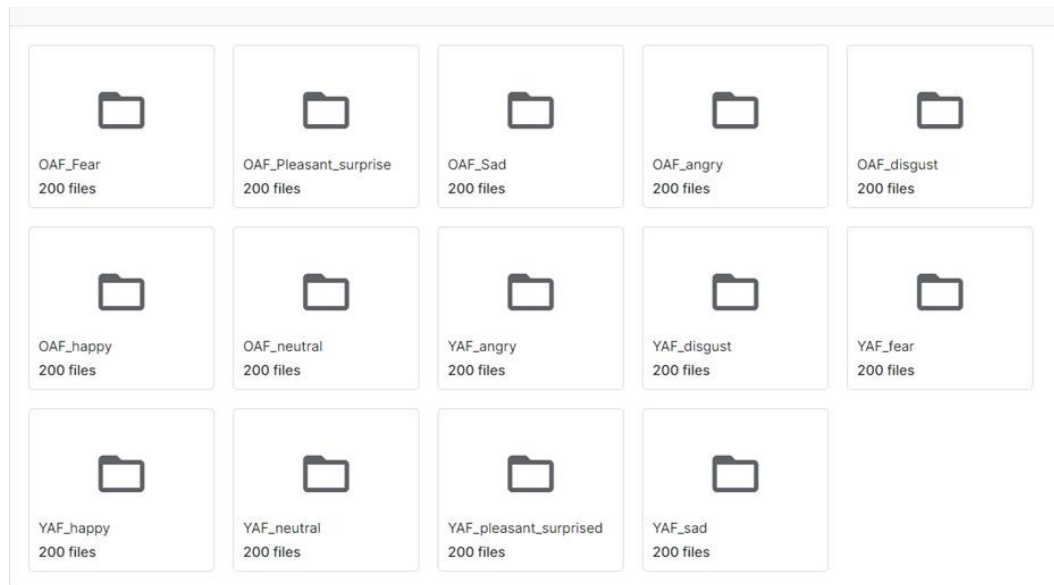 OAF_Fear
200 files
OAF_Pleasant_surprise
200 files
OAF_Sad
200 files
OAF_angry
200 files
OAF_disgust
200 files
OAF_happy
200 files
OAF_neutral
200 files
YAF_angry
200 files
YAF_disgust
200 files
YAF_fear
200 files
YAF_happy
200 files
YAF_neutral
200 files
YAF_pleasant_surprised
200 files
YAF_sad
200 files